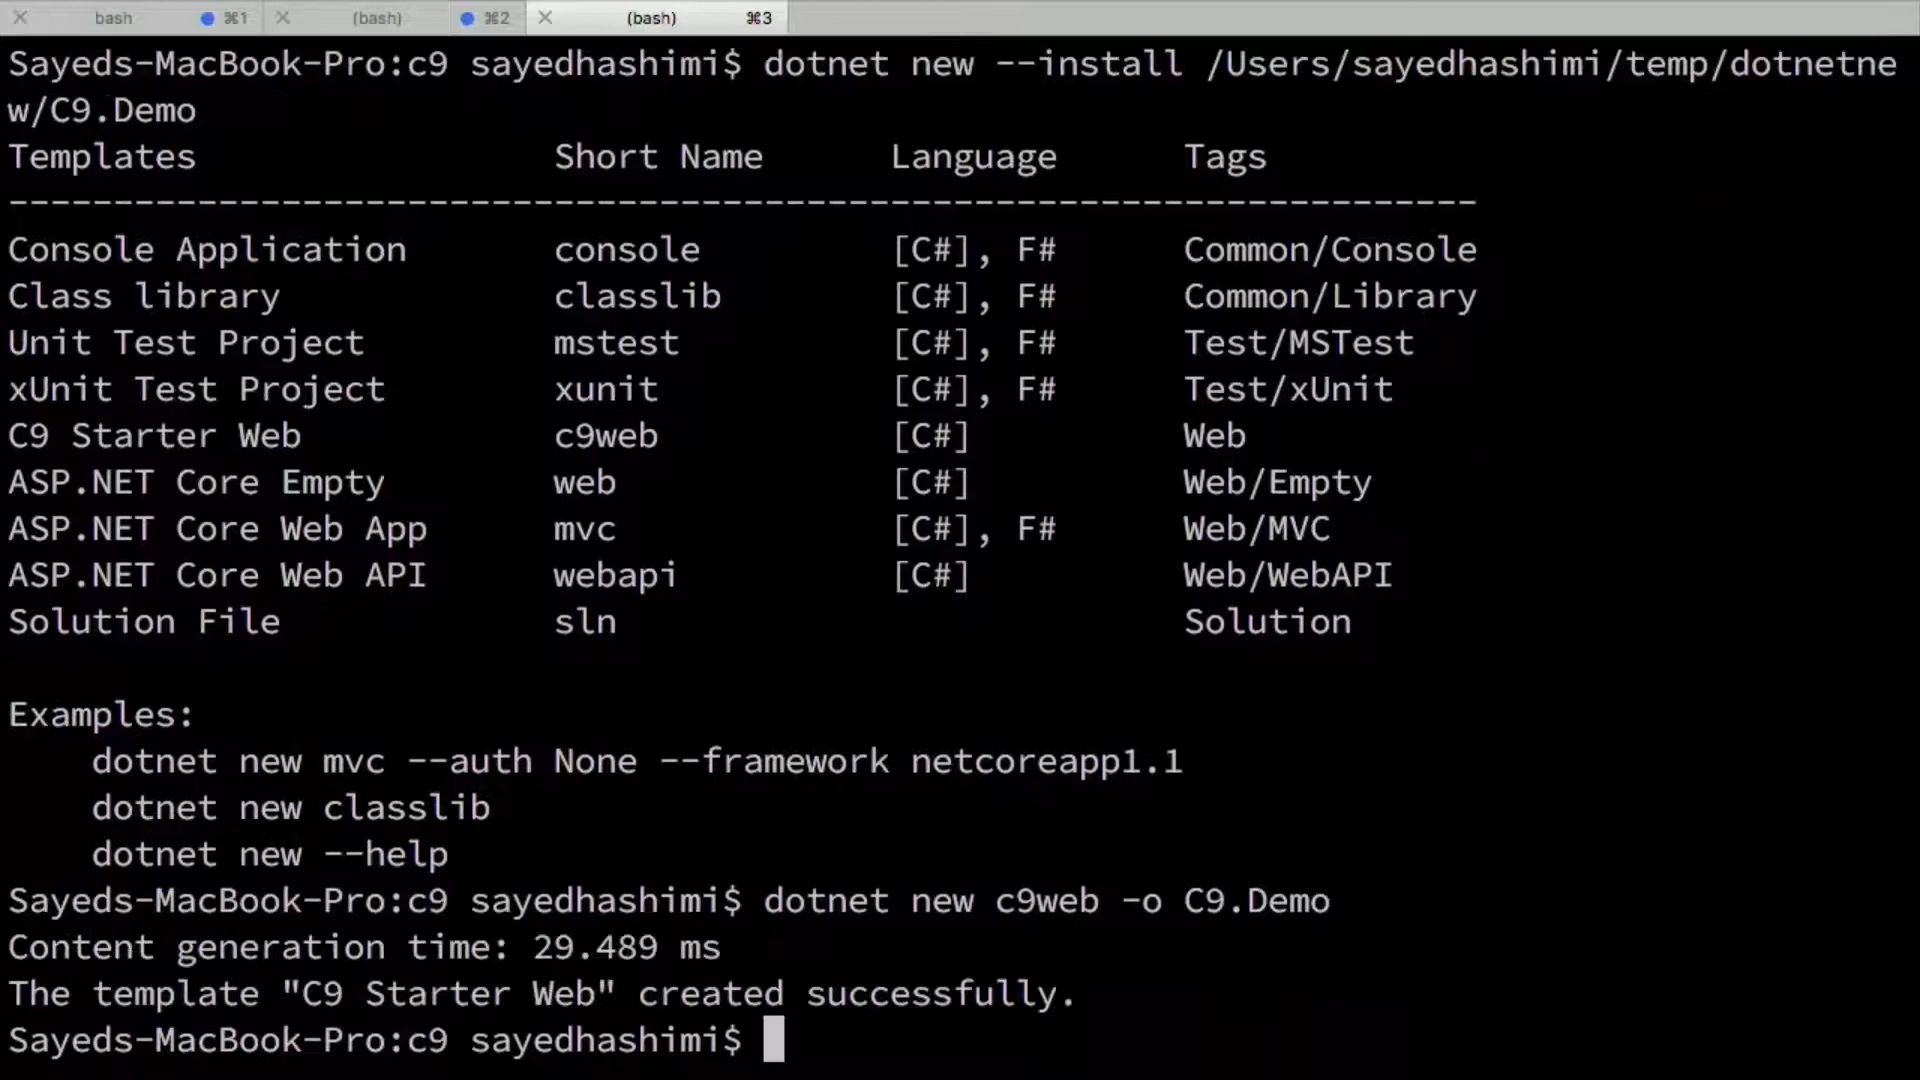 bash ⌘1 (bash) ⌘2 (bash) ⌘3
Sayeds-MacBook-Pro:c9 sayedhashimi$ dotnet new --install /Users/sayedhashimi/temp/dotnetne
w/C9.Demo
Templates Short Name Language Tags
----------------------------------------------------------------------
Console Application console [C#], F# Common/Console
Class library classlib [C#], F# Common/Library
Unit Test Project mstest [C#], F# Test/MSTest
xUnit Test Project xunit [C#], F# Test/xUnit
C9 Starter Web c9web [C#] Web
ASP.NET Core Empty web [C#] Web/Empty
ASP.NET Core Web App mvc [C#], F# Web/MVC
ASP.NET Core Web API webapi [C#] Web/WebAPI
Solution File sln Solution
Examples:
dotnet new mvc --auth None --framework netcoreapp1.1
dotnet new classlib
dotnet new --help
Sayeds-MacBook-Pro:c9 sayedhashimi$ dotnet new c9web -o C9.Demo
Content generation time: 29.489 ms
The template "C9 Starter Web" created successfully.
Sayeds-MacBook-Pro:c9 sayedhashimi$